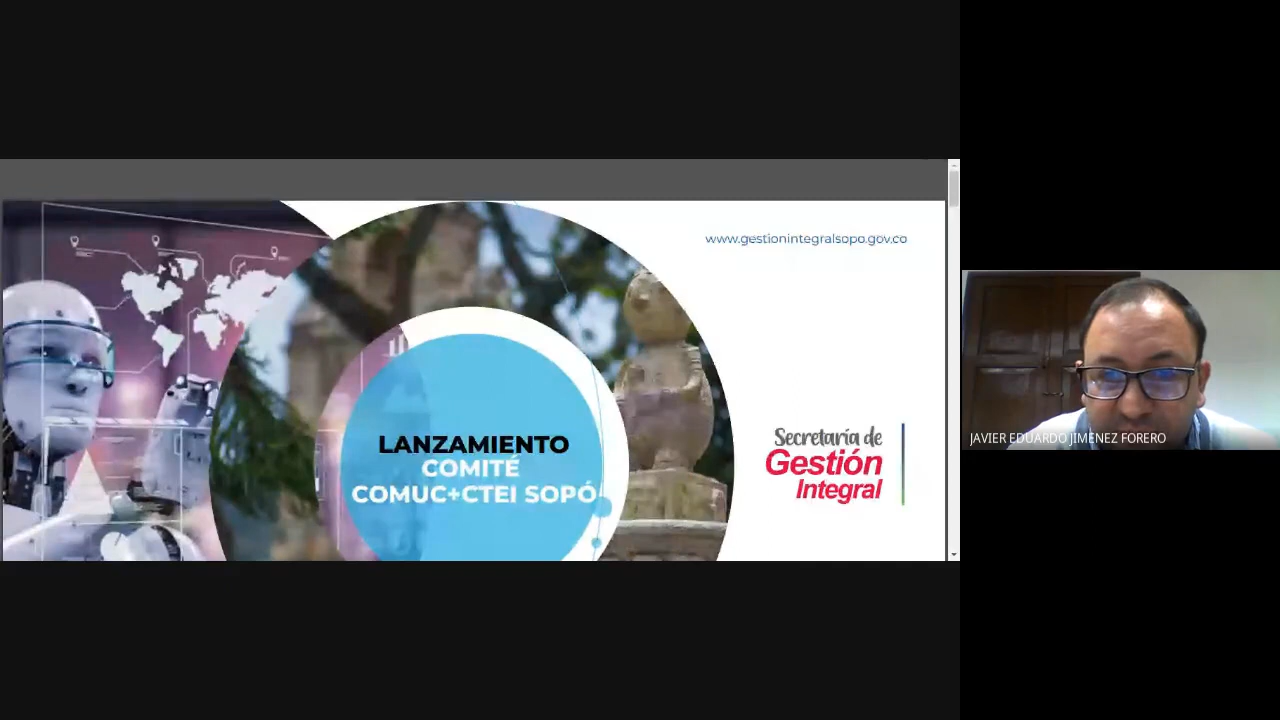 www.gestionintegralsopo.gov.co
LANZAMIENTO
COMITÉ
COMUC+CTEI SOPÓ
Secretaría de
Gestión
Integral
JAVIER EDUARDO JIMENEZ FORERO